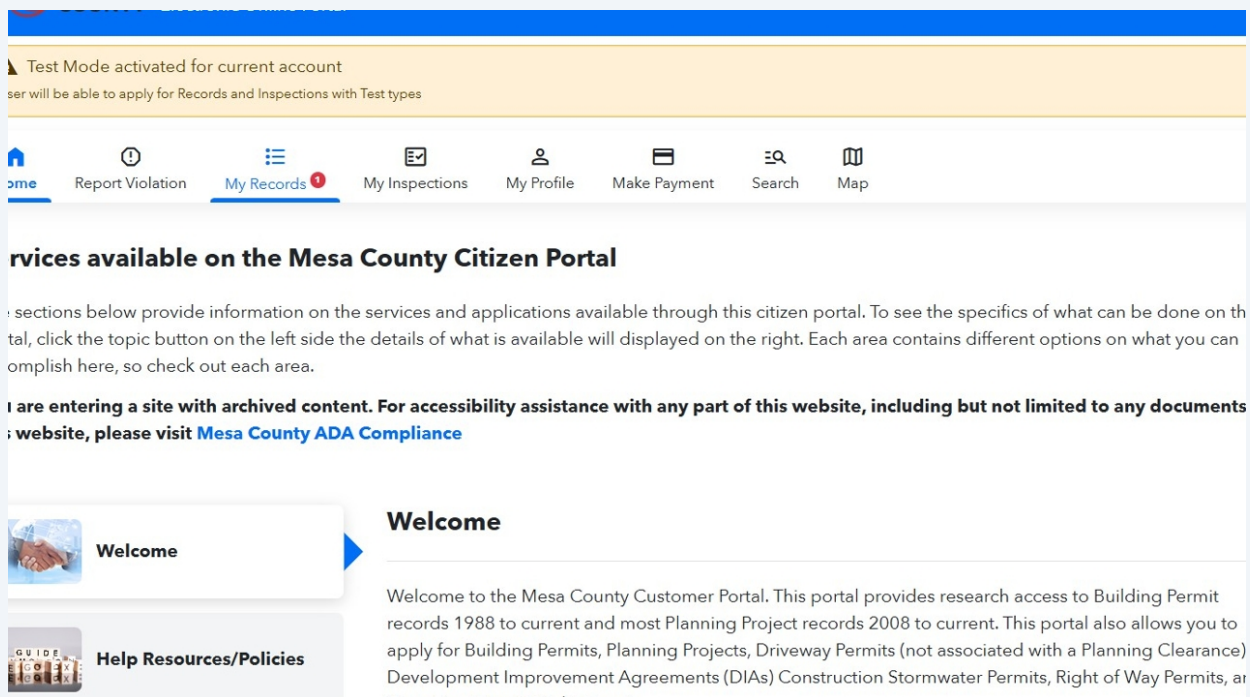 Test Mode activated for current account
ser will be able to apply for Records and Inspections with Test types
ome
Report Violation
My Records 1
My Inspections
My Profile
Make Payment
Search
Map
rvices available on the Mesa County Citizen Portal
sections below provide information on the services and applications available through this citizen portal. To see the specifics of what can be done on th
tal, click the topic button on the left side the details of what is available will displayed on the right. Each area contains different options on what you can
omplish here, so check out each area.
are entering a site with archived content. For accessibility assistance with any part of this website, including but not limited to any documents
website, please visit Mesa County ADA Compliance
Welcome
Help Resources/Policies
GUIDE
Welcome
Welcome to the Mesa County Customer Portal. This portal provides research access to Building Permit
records 1988 to current and most Planning Project records 2008 to current. This portal also allows you to
apply for Building Permits, Planning Projects, Driveway Permits (not associated with a Planning Clearance)
Development Improvement Agreements (DIAs) Construction Stormwater Permits, Right of Way Permits, a